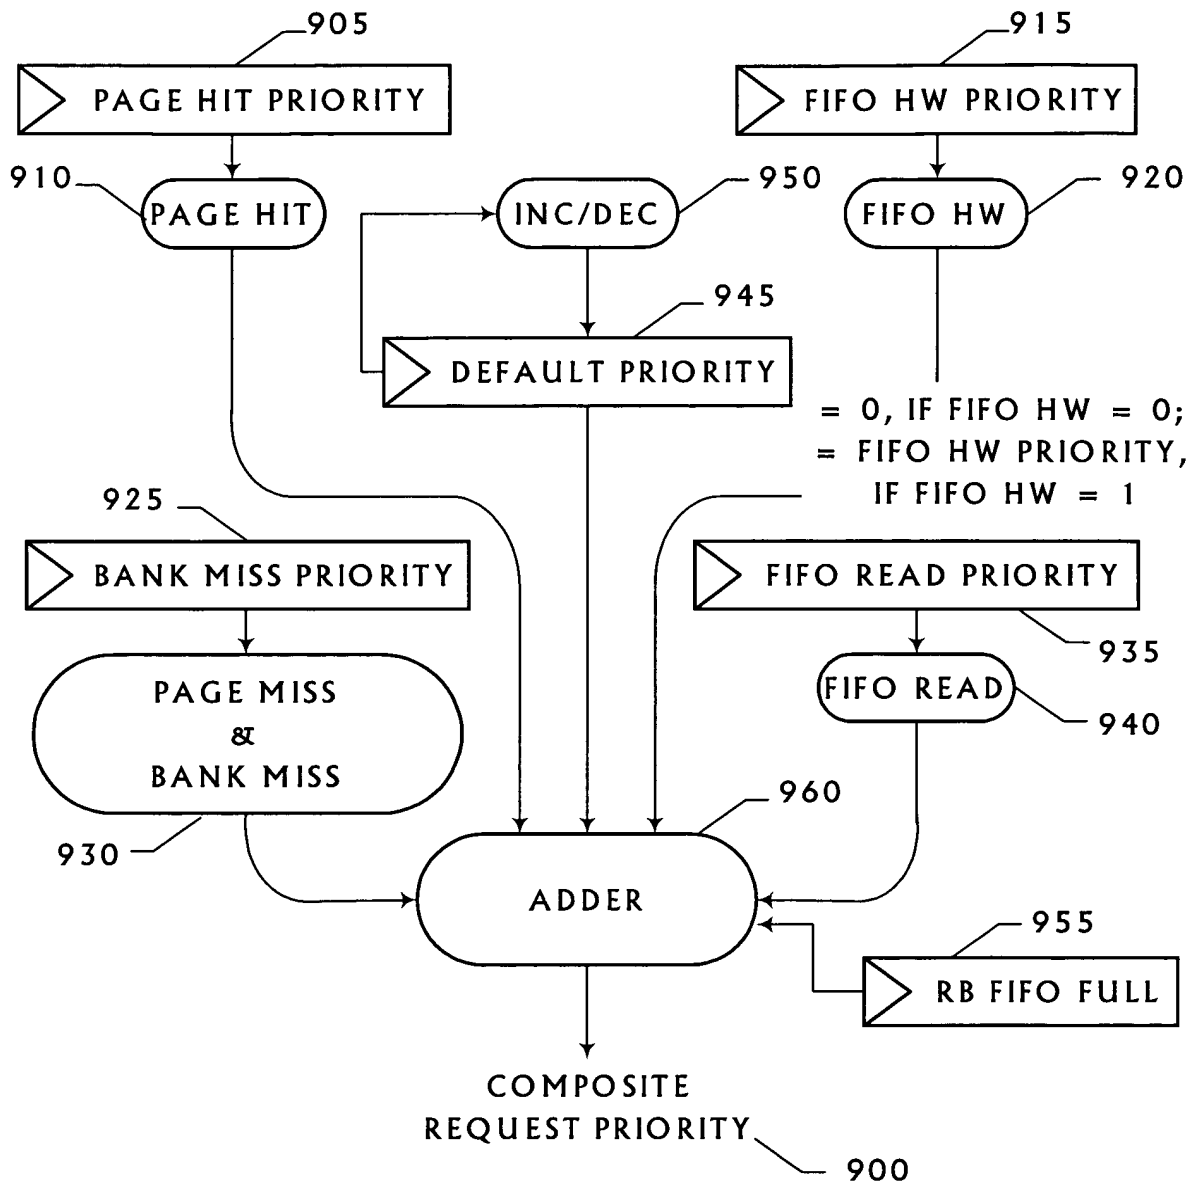 905
915
PAGE HIT PRIORITY
FIFO HW PRIORITY
910
950
920
PAGE HIT
INC/DEC
FIFO HW
945
DEFAULT PRIORITY
= 0, IF FIFO HW = 0;
= FIFO HW PRIORITY,
IF FIFO HW = 1
925
BANK MISS PRIORITY
FIFO READ PRIORITY
935
PAGE MISS
&
BANK MISS
FIFO READ
940
960
930
ADDER
955
RB FIFO FULL
COMPOSITE
REQUEST PRIORITY
900